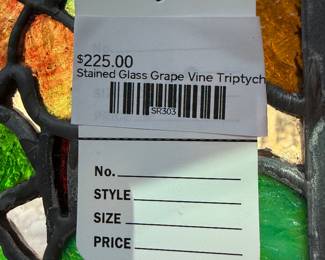 $225.00
Stained Glass Grape Vine Triptych
SR303
No.
STYLE
SIZE
PRICE